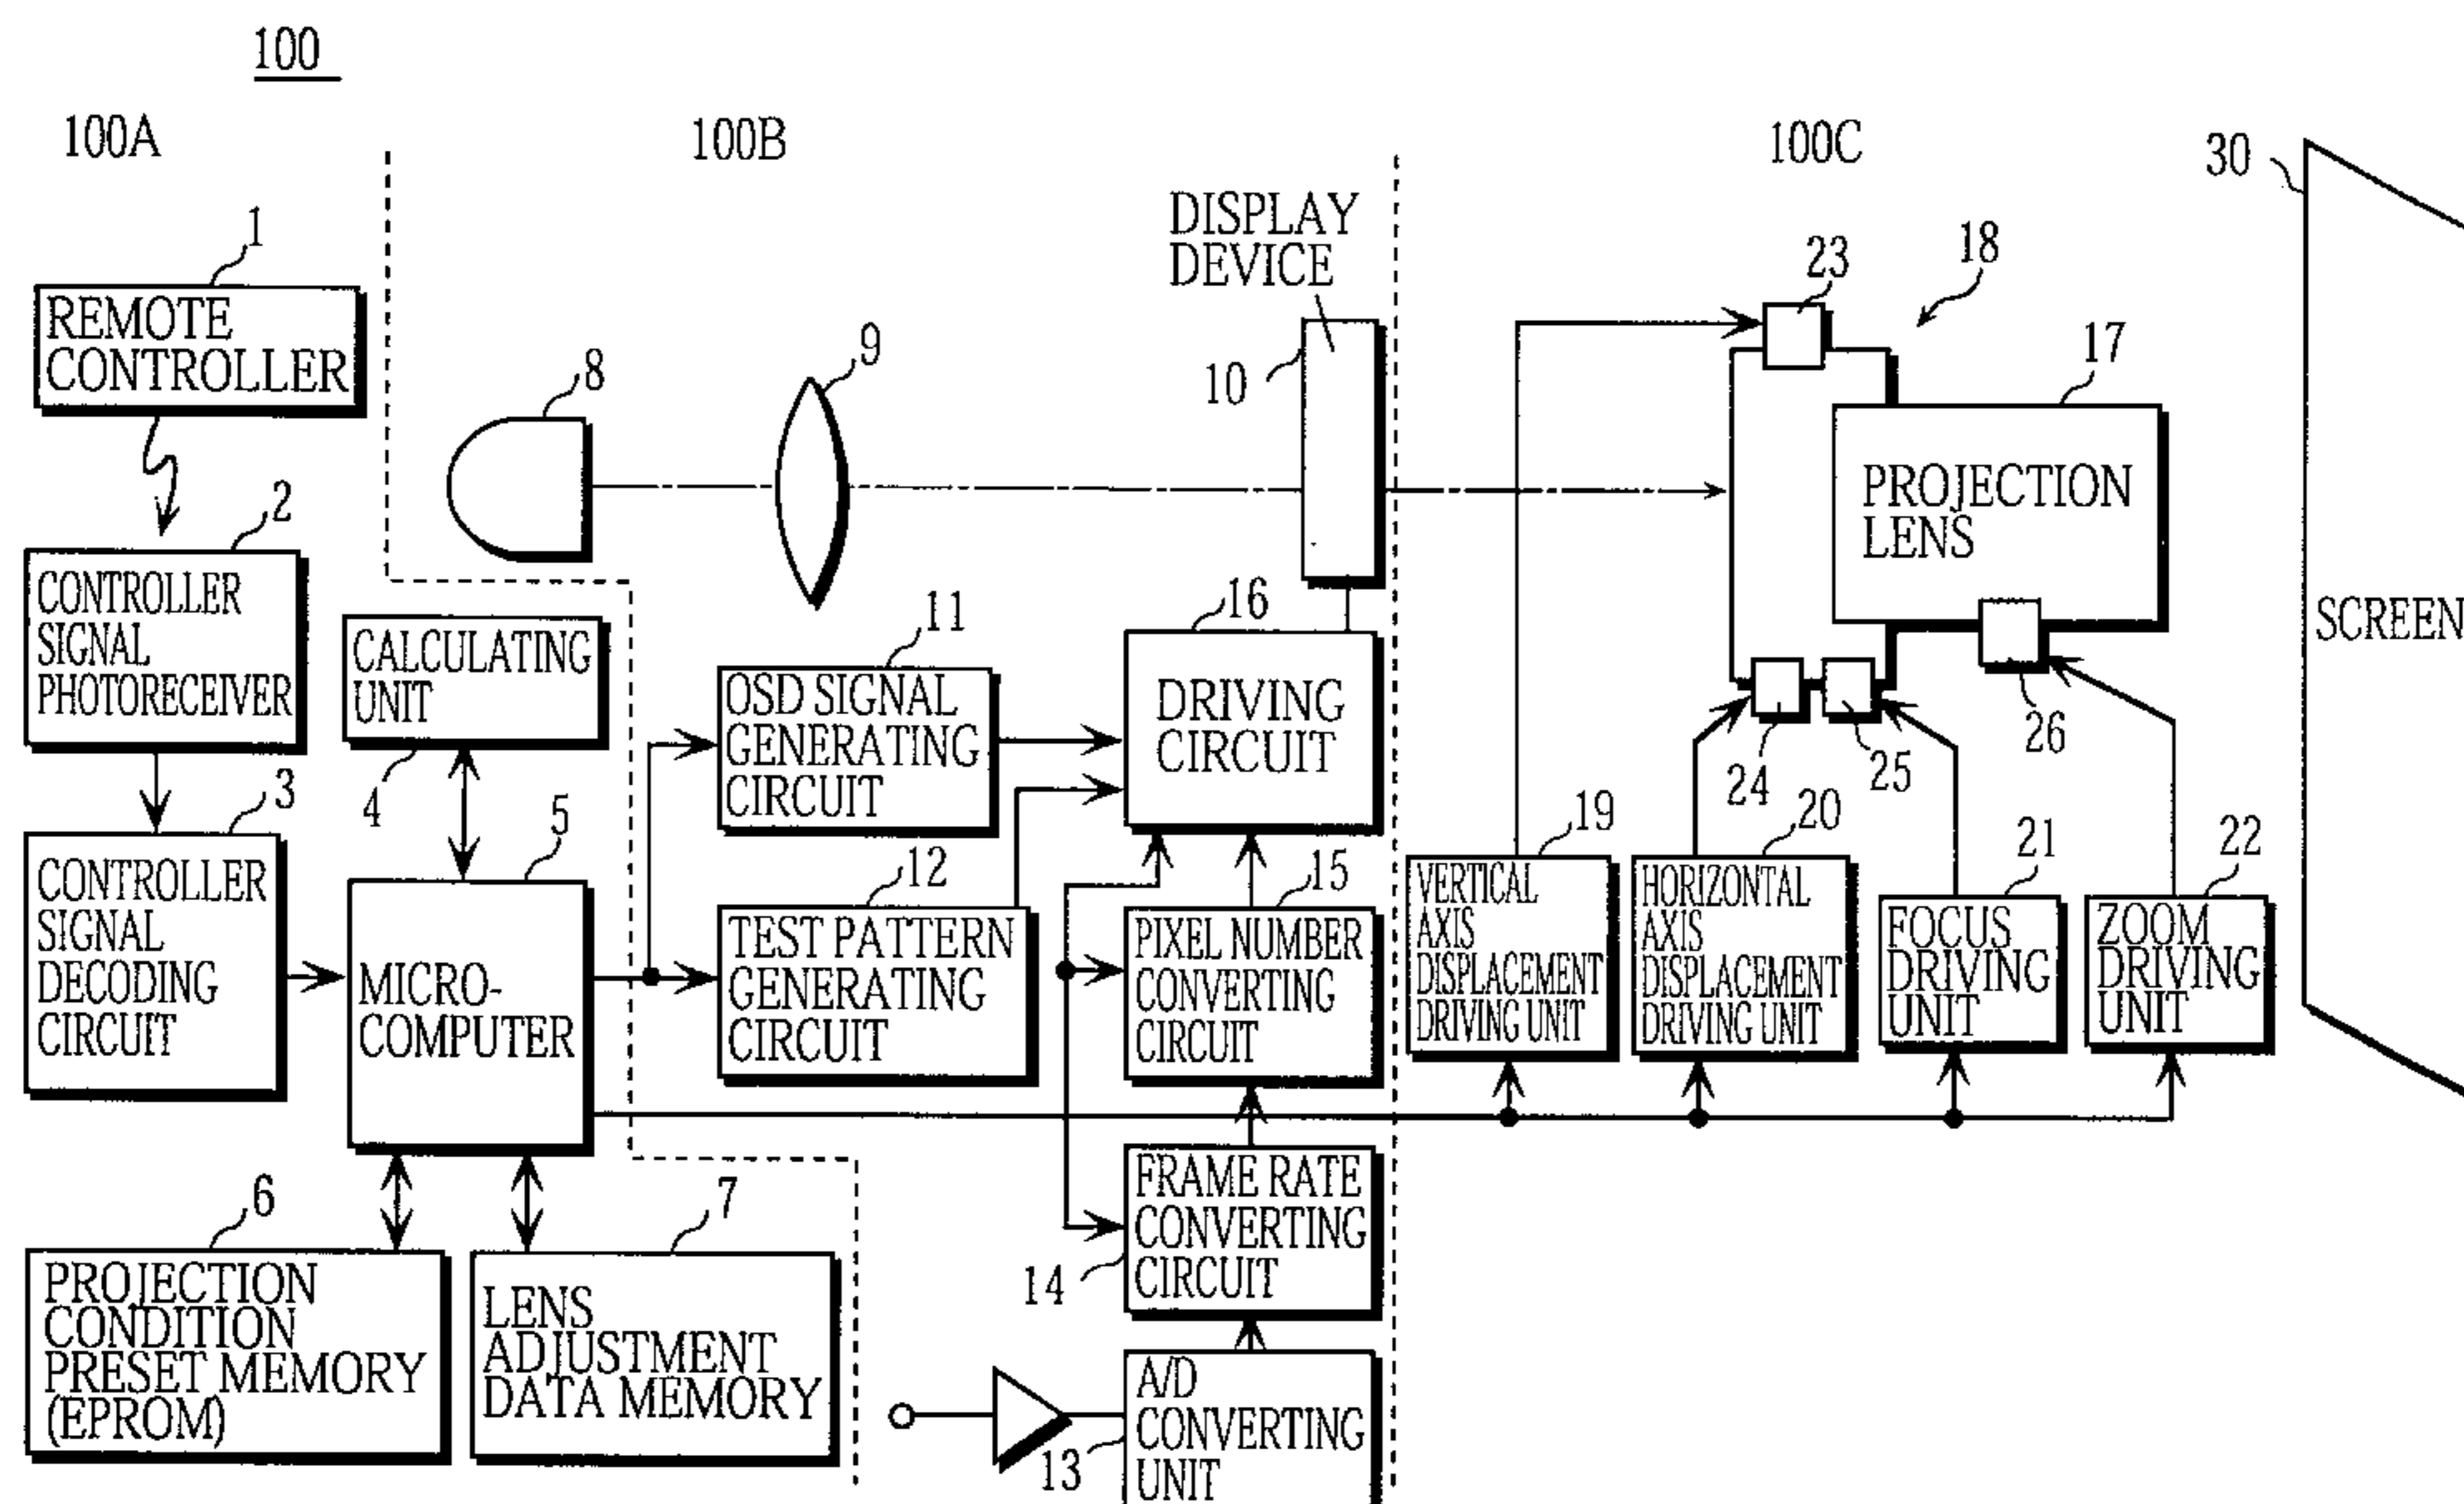 100
100A
100B
100C
30
1
REMOTE
CONTROLLER
2
CONTROLLER
SIGNAL
PHOTORECEIVER
3
CONTROLLER
SIGNAL
DECODING
CIRCUIT
CALCULATING
UNIT
4
5
MICRO-
COMPUTER
6
PROJECTION
CONDITION
PRESET MEMORY
(EPROM)
7
LENS
ADJUSTMENT
DATA MEMORY
8
9
DISPLAY
DEVICE
10
11
OSD SIGNAL
GENERATING
CIRCUIT
12
TEST PATTERN
GENERATING
CIRCUIT
16
DRIVING
CIRCUIT
15
PIXEL NUMBER
CONVERTING
CIRCUIT
FRAME RATE
CONVERTING
CIRCUIT
14
A/D
CONVERTING
UNIT
13
23
18
17
PROJECTION
LENS
24
25
26
19
VERTICAL
AXIS
DISPLACEMENT
DRIVING UNIT
20
HORIZONTAL
AXIS
DISPLACEMENT
DRIVING UNIT
21
FOCUS
DRIVING
UNIT
22
ZOOM
DRIVING
UNIT
SCREEN